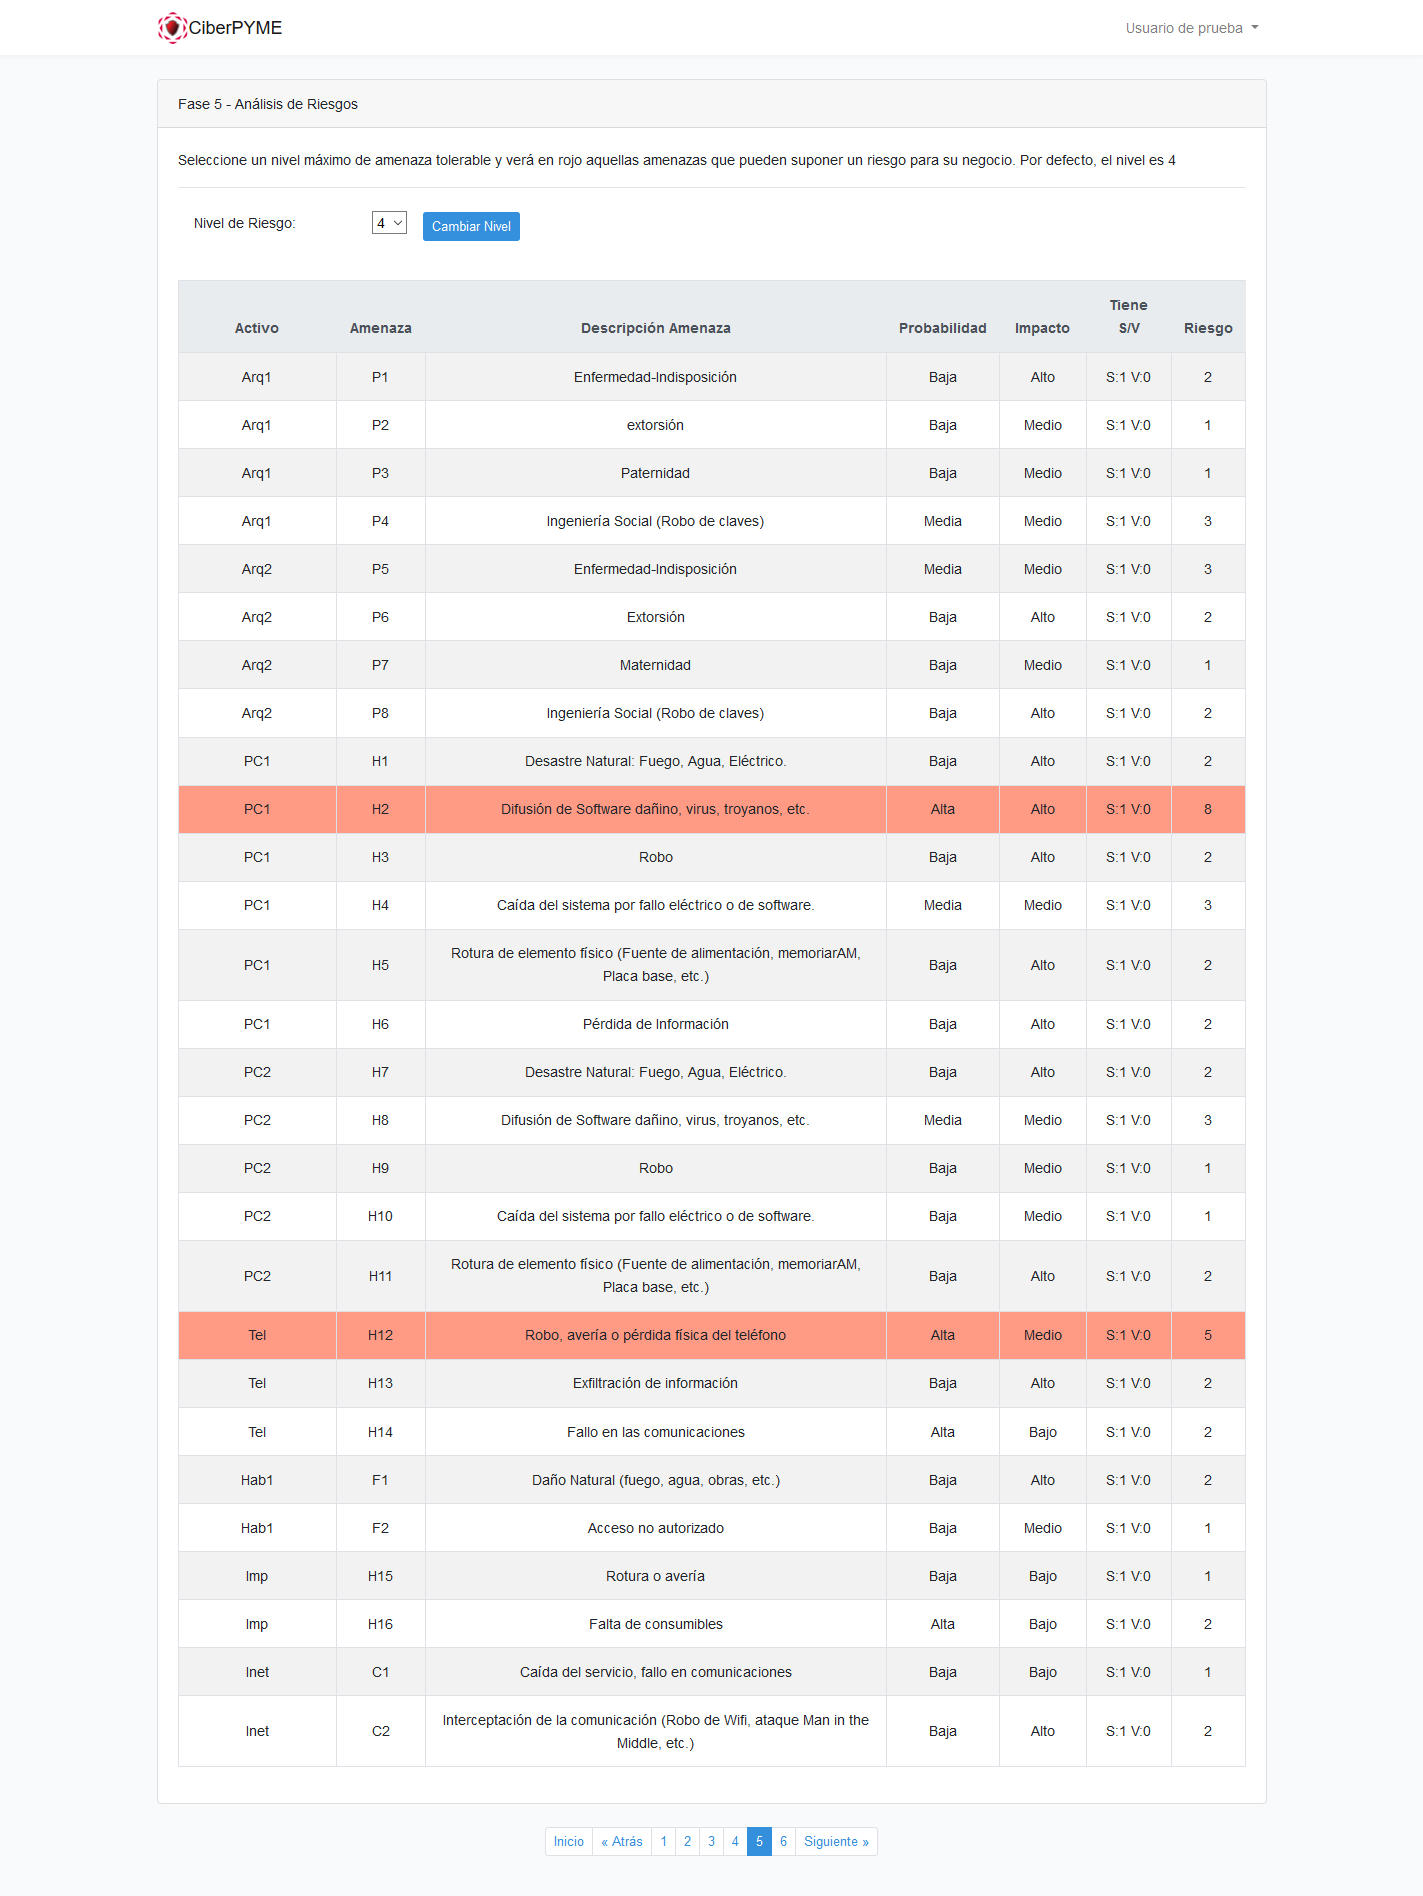 CiberPYME
Usuario de prueba
Fase 5 - Análisis de Riesgos
Seleccione un nivel máximo de amenaza tolerable y verá en rojo aquellas amenazas que pueden suponer un riesgo para su negocio. Por defecto, el nivel es 4
Nivel de Riesgo: 4 Cambiar Nivel
Activo Amenaza Descripción Amenaza Probabilidad Impacto Tiene S/V Riesgo
Arq1 P1 Enfermedad-Indisposición Baja Alto S:1 V:0 2
Arq1 P2 extorsión Baja Medio S:1 V:0 1
Arq1 P3 Paternidad Baja Medio S:1 V:0 1
Arq1 P4 Ingeniería Social (Robo de claves) Media Medio S:1 V:0 3
Arq2 P5 Enfermedad-Indisposición Media Medio S:1 V:0 3
Arq2 P6 Extorsión Baja Alto S:1 V:0 2
Arq2 P7 Maternidad Baja Medio S:1 V:0 1
Arq2 P8 Ingeniería Social (Robo de claves) Baja Alto S:1 V:0 2
PC1 H1 Desastre Natural: Fuego, Agua, Eléctrico. Baja Alto S:1 V:0 2
PC1 H2 Difusión de Software dañino, virus, troyanos, etc. Alta Alto S:1 V:0 8
PC1 H3 Robo Baja Alto S:1 V:0 2
PC1 H4 Caída del sistema por fallo eléctrico o de software. Media Medio S:1 V:0 3
PC1 H5 Rotura de elemento físico (Fuente de alimentación, memoriarAM, Placa base, etc.) Baja Alto S:1 V:0 2
PC1 H6 Pérdida de Información Baja Alto S:1 V:0 2
PC2 H7 Desastre Natural: Fuego, Agua, Eléctrico. Baja Alto S:1 V:0 2
PC2 H8 Difusión de Software dañino, virus, troyanos, etc. Media Medio S:1 V:0 3
PC2 H9 Robo Baja Medio S:1 V:0 1
PC2 H10 Caída del sistema por fallo eléctrico o de software. Baja Medio S:1 V:0 1
PC2 H11 Rotura de elemento físico (Fuente de alimentación, memoriarAM, Placa base, etc.) Baja Alto S:1 V:0 2
Tel H12 Robo, avería o pérdida física del teléfono Alta Medio S:1 V:0 5
Tel H13 Exfiltración de información Baja Alto S:1 V:0 2
Tel H14 Fallo en las comunicaciones Alta Bajo S:1 V:0 2
Hab1 F1 Daño Natural (fuego, agua, obras, etc.) Baja Alto S:1 V:0 2
Hab1 F2 Acceso no autorizado Baja Medio S:1 V:0 1
Imp H15 Rotura o avería Baja Bajo S:1 V:0 1
Imp H16 Falta de consumibles Alta Bajo S:1 V:0 2
Inet C1 Caída del servicio, fallo en comunicaciones Baja Bajo S:1 V:0 1
Inet C2 Interceptación de la comunicación (Robo de Wifi, ataque Man in the Middle, etc.) Baja Alto S:1 V:0 2
Inicio « Atrás 1 2 3 4 5 6 Siguiente »